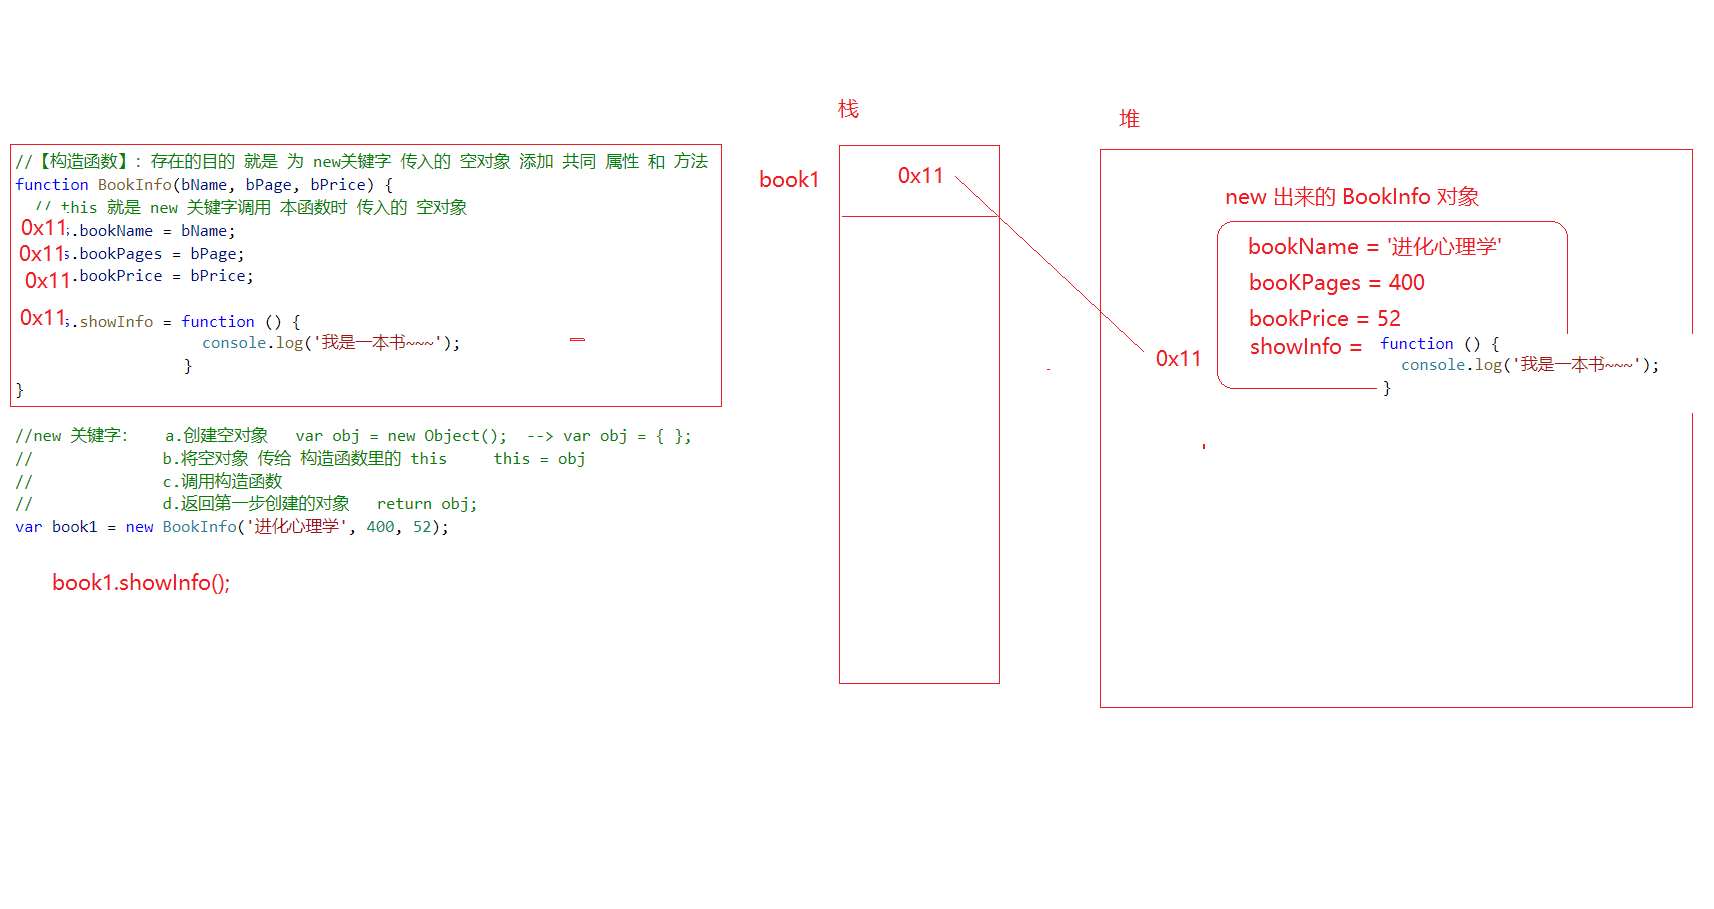 //【构造函数】：存在的目的 就是 为 new关键字 传入的 空对象 添加 共同 属性 和 方法
function BookInfo(bName, bPage, bPrice) {
// this 就是 new 关键字调用 本函数时 传入的 空对象
0x11s.bookName = bName;
0x11s.bookPages = bPage;
0x11.bookPrice = bPrice;
0x11s.showInfo = function () {
console.log('我是一本书~~~');
}
}
//new 关键字： a.创建空对象 var obj = new Object(); --> var obj = { };
// b.将空对象 传给 构造函数里的 this this = obj
// c.调用构造函数
// d.返回第一步创建的对象 return obj;
var book1 = new BookInfo('进化心理学', 400, 52);
book1.showInfo();
栈
book1
0x11
堆
new 出来的 BookInfo 对象
bookName = '进化心理学'
booKPages = 400
bookPrice = 52
showInfo = function () {
console.log('我是一本书~~~');
}
0x11